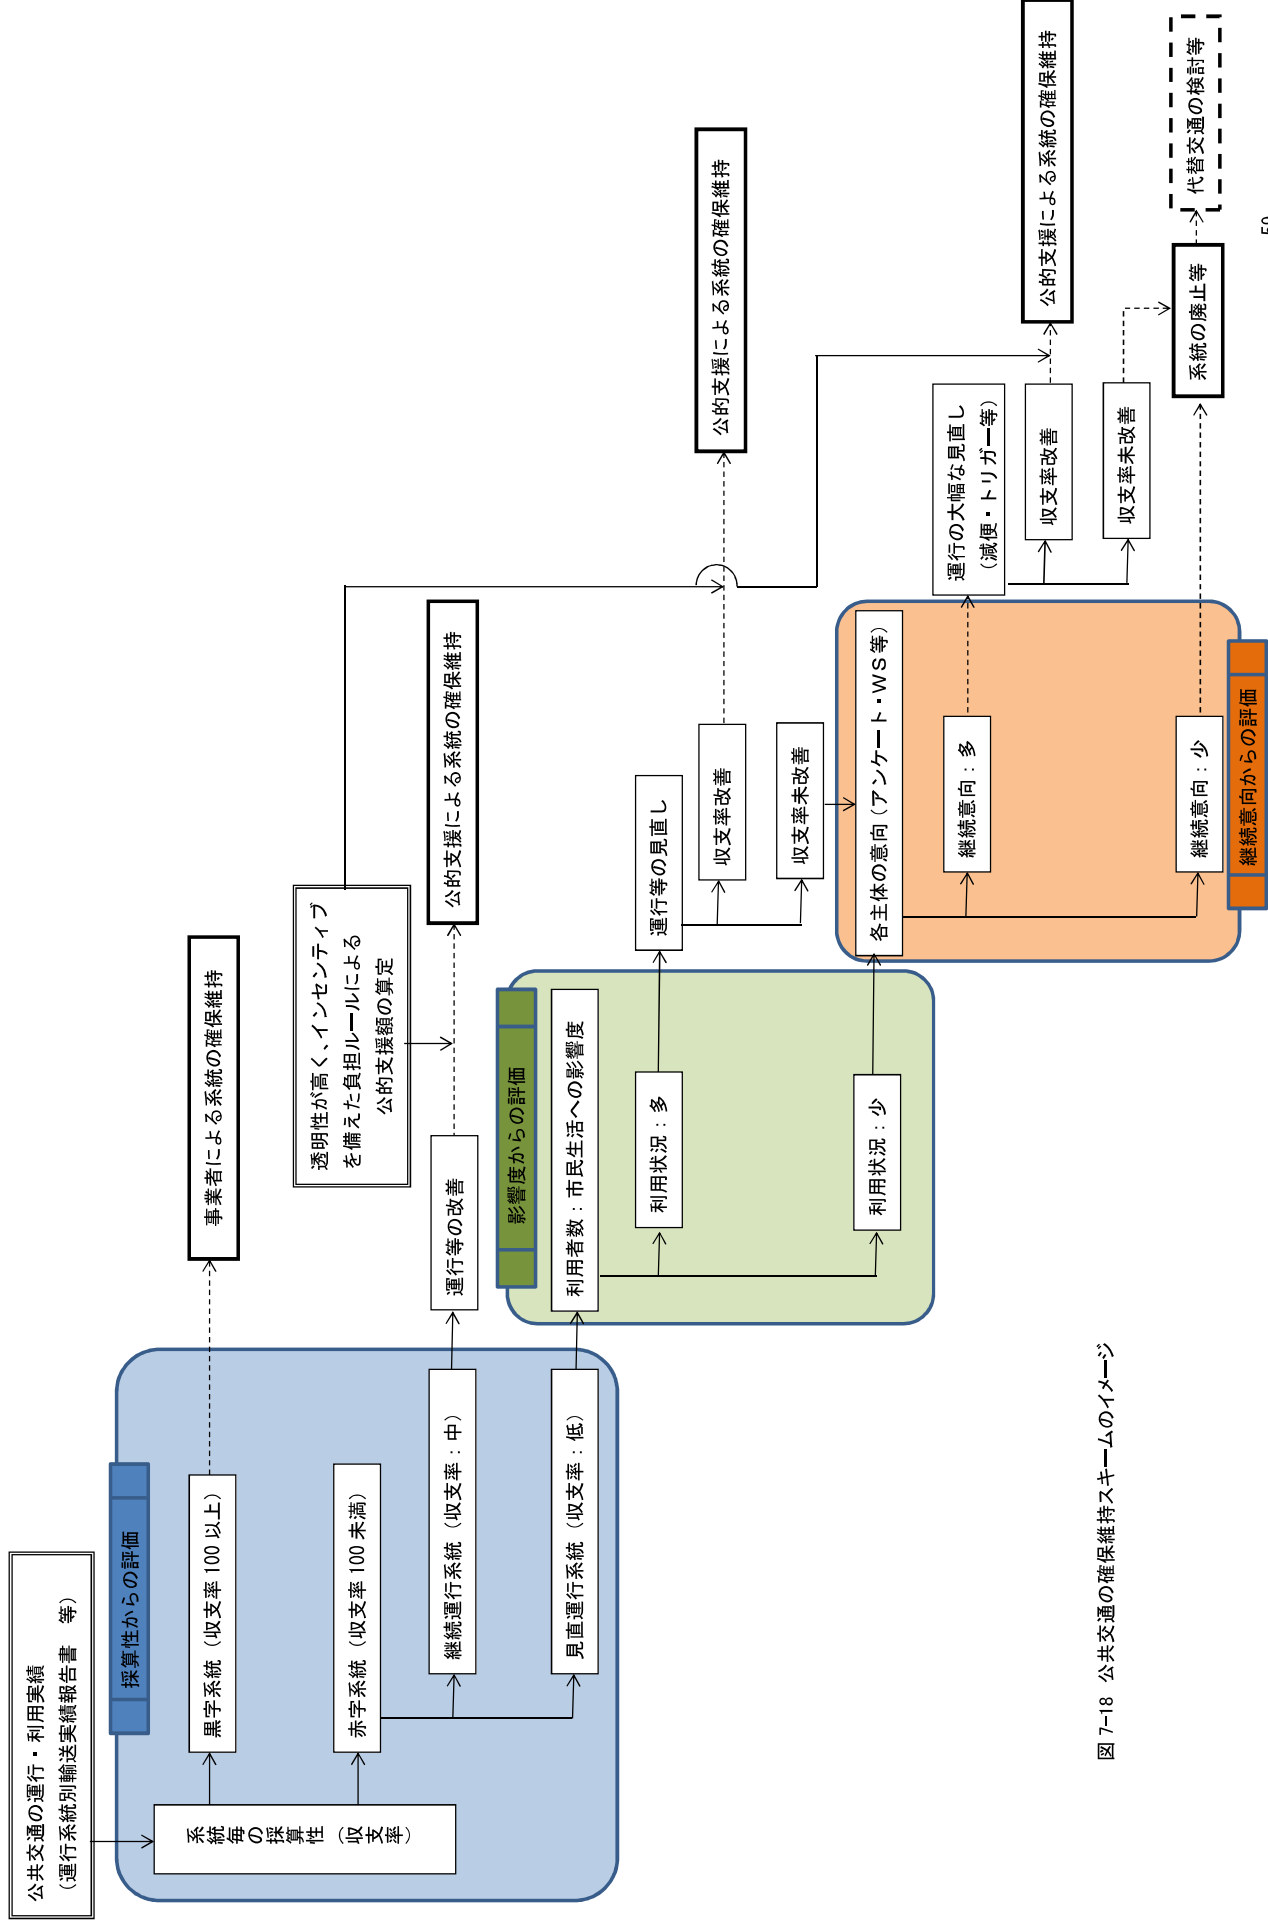 公共交通の運行・利用実績
（運行系統別輸送実績報告書　等）
採算性からの評価
系統毎の採算性（収支率）
黒字系統（収支率100以上）
事業者による系統の確保維持
赤字系統（収支率100未満）
透明性が高く、インセンティブ
を備えた負担ルールによる
公的支援額の算定
継続運行系統（収支率：中）
運行等の改善
公的支援による系統の確保維持
見直運行系統（収支率：低）
影響度からの評価
利用者数：市民生活への影響度
利用状況：多
運行等の見直し
収支率改善
公的支援による系統の確保維持
収支率未改善
利用状況：少
各主体の意向（アンケート・WS等）
継続意向：多
運行の大幅な見直し
（減便・トリガー等）
収支率改善
公的支援による系統の確保維持
収支率未改善
継続意向：少
系統の廃止等
代替交通の検討等
継続意向からの評価
図 7-18 公共交通の確保維持スキームのイメージ